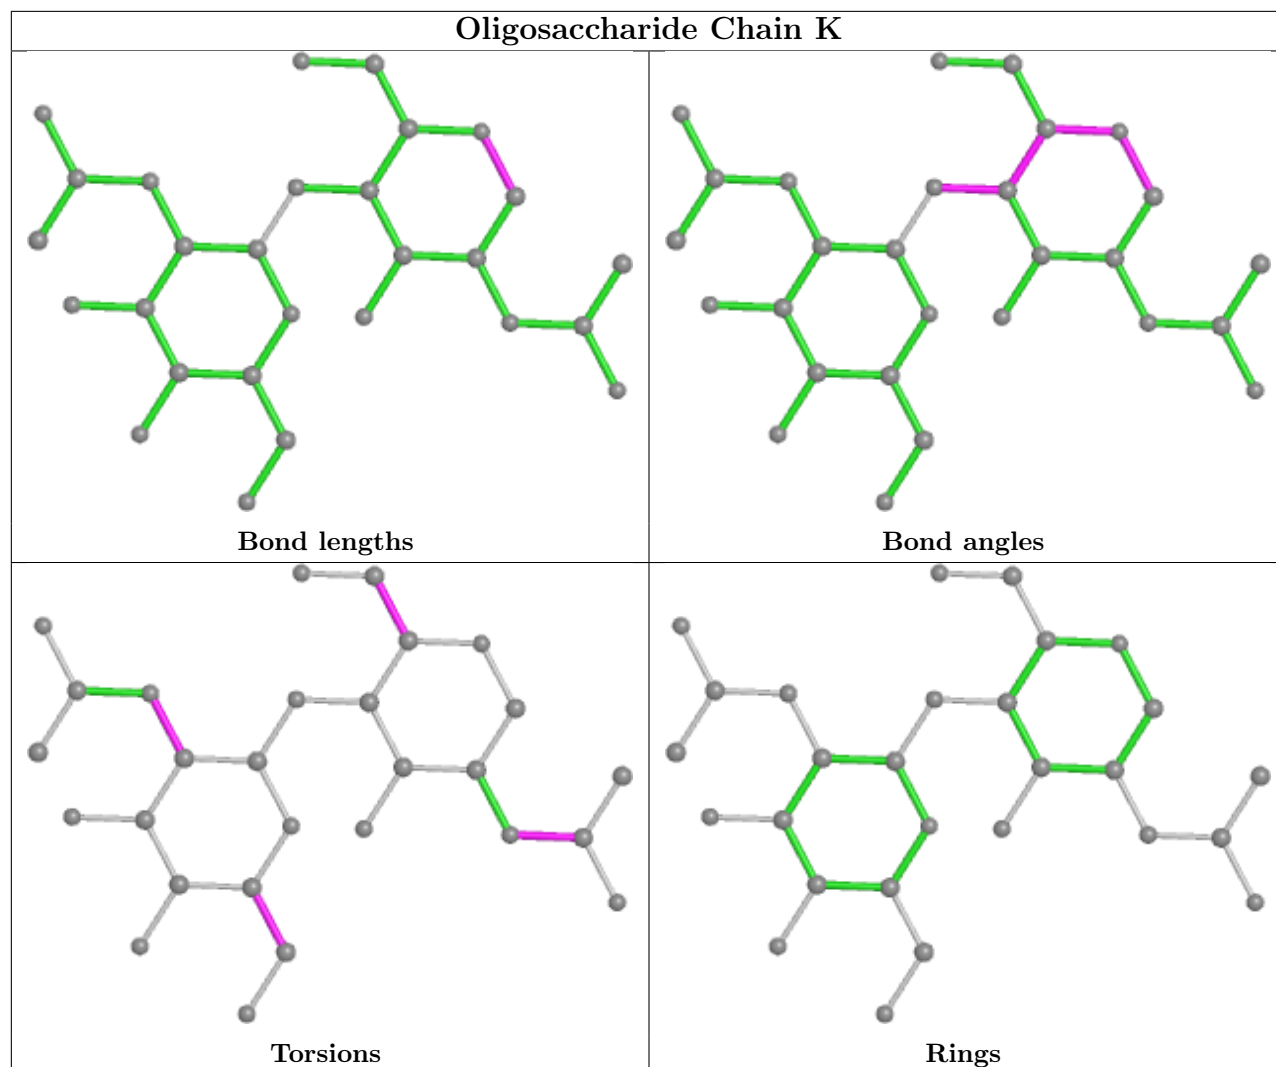 Oligosaccharide Chain K
Bond lengths
Bond angles
Torsions
Rings